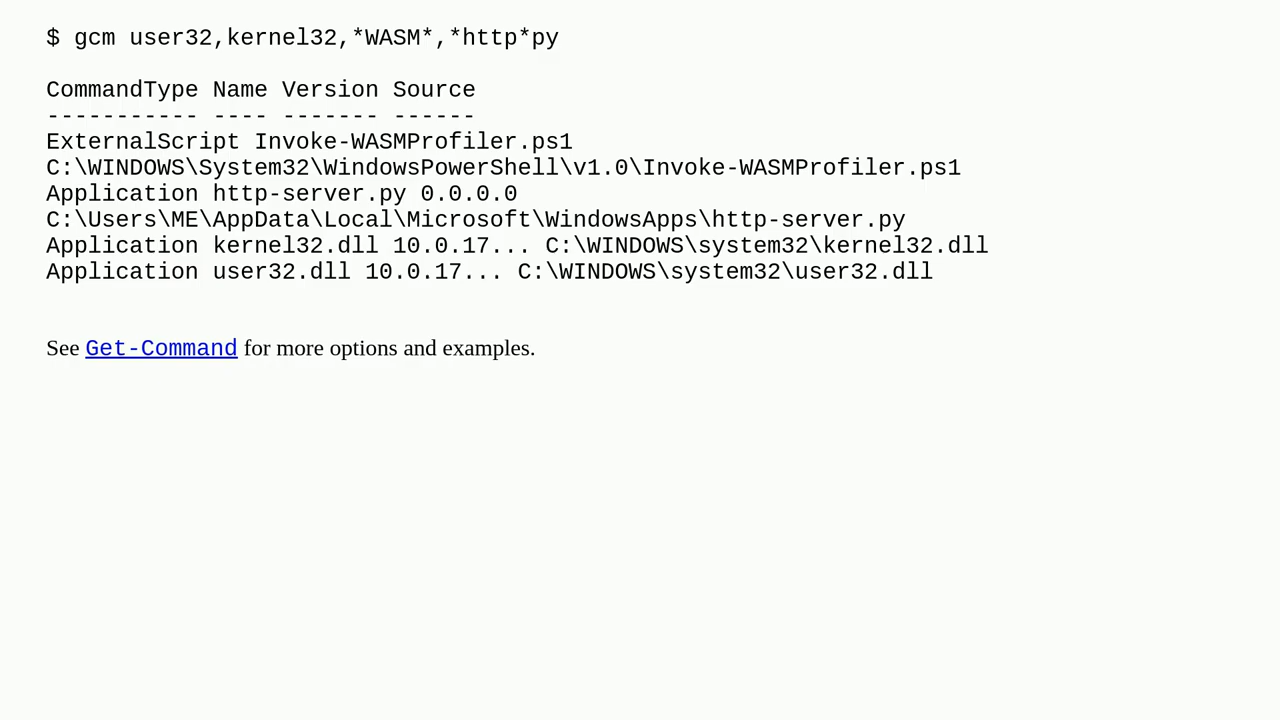 $ gcm user32,kernel32,*WASM*,*http*py
CommandType Name Version Source
----------- ---- ------- ------
ExternalScript Invoke-WASMProfiler.ps1
C:\WINDOWS\System32\WindowsPowerShell\v1.0\Invoke-WASMProfiler.ps1
Application http-server.py 0.0.0.0
C:\Users\ME\AppData\Local\Microsoft\WindowsApps\http-server.py
Application kernel32.dll 10.0.17... C:\WINDOWS\system32\kernel32.dll
Application user32.dll 10.0.17... C:\WINDOWS\system32\user32.dll
See Get-Command for more options and examples.